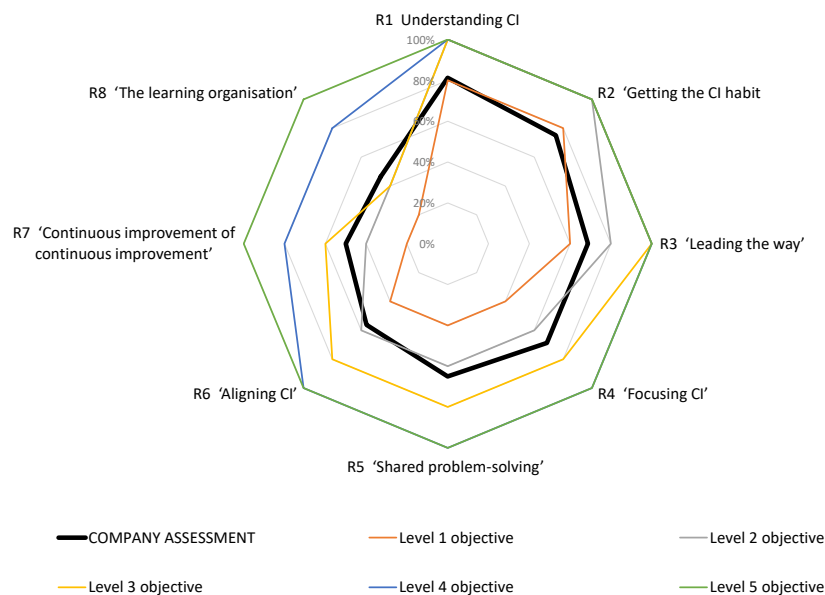 R1 Understanding CI
100%
80%
60%
40%
20%
0%
R2 ‘Getting the CI habit
R3 ‘Leading the way’
R4 ‘Focusing CI’
R5 ‘Shared problem-solving’
R6 ‘Aligning CI’
R7 ‘Continuous improvement of
continuous improvement’
R8 ‘The learning organisation’
COMPANY ASSESSMENT
Level 1 objective
Level 2 objective
Level 3 objective
Level 4 objective
Level 5 objective